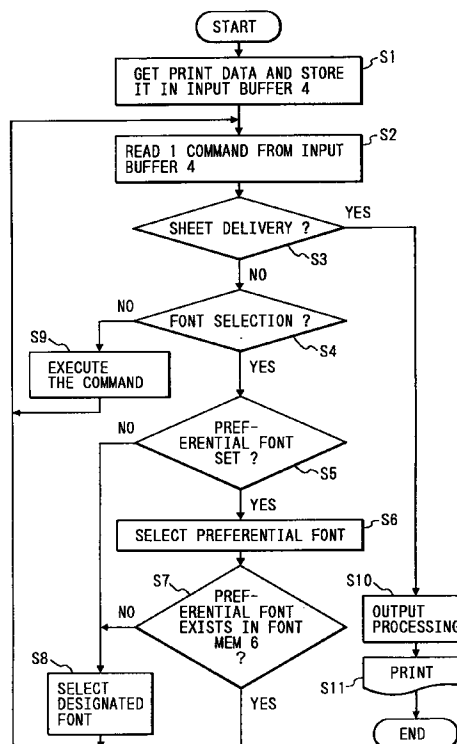 START
S1
GET PRINT DATA AND STORE
IT IN INPUT BUFFER 4
S2
READ 1 COMMAND FROM INPUT
BUFFER 4
YES
SHEET DELIVERY ?
S3
NO
NO
FONT SELECTION ?
S4
S9
EXECUTE
THE COMMAND
YES
NO
PREF-
ERENTIAL FONT
SET ?
S5
YES
S6
SELECT PREFERENTIAL FONT
S7
PREF-
ERENTIAL FONT
EXISTS IN FONT
MEM 6
?
NO
S10
OUTPUT
PROCESSING
S8
SELECT
DESIGNATED
FONT
YES
S11
PRINT
END